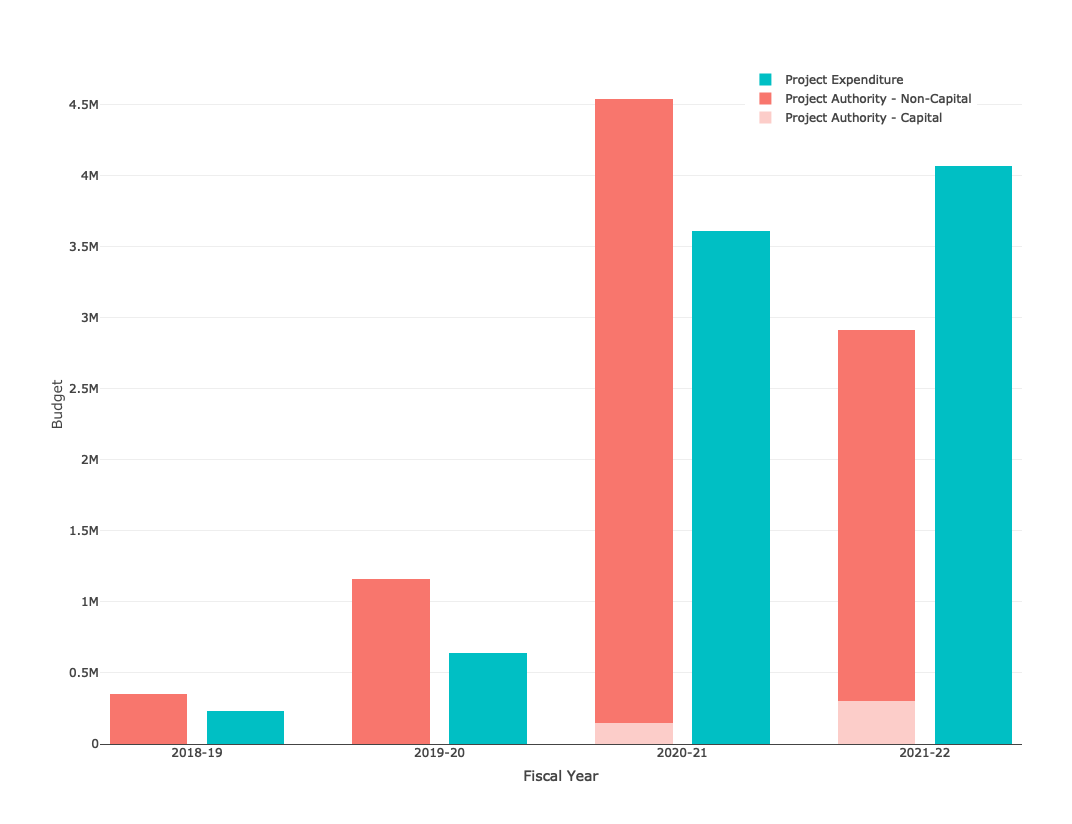 Project Expenditure
Project Authority - Non-Capital
Project Authority - Capital
4.5M
4M
3.5M
3M
2.5M
2M
1.5M
1M
0.5M
0
Budget
2018-19
2019-20
2020-21
2021-22
Fiscal Year